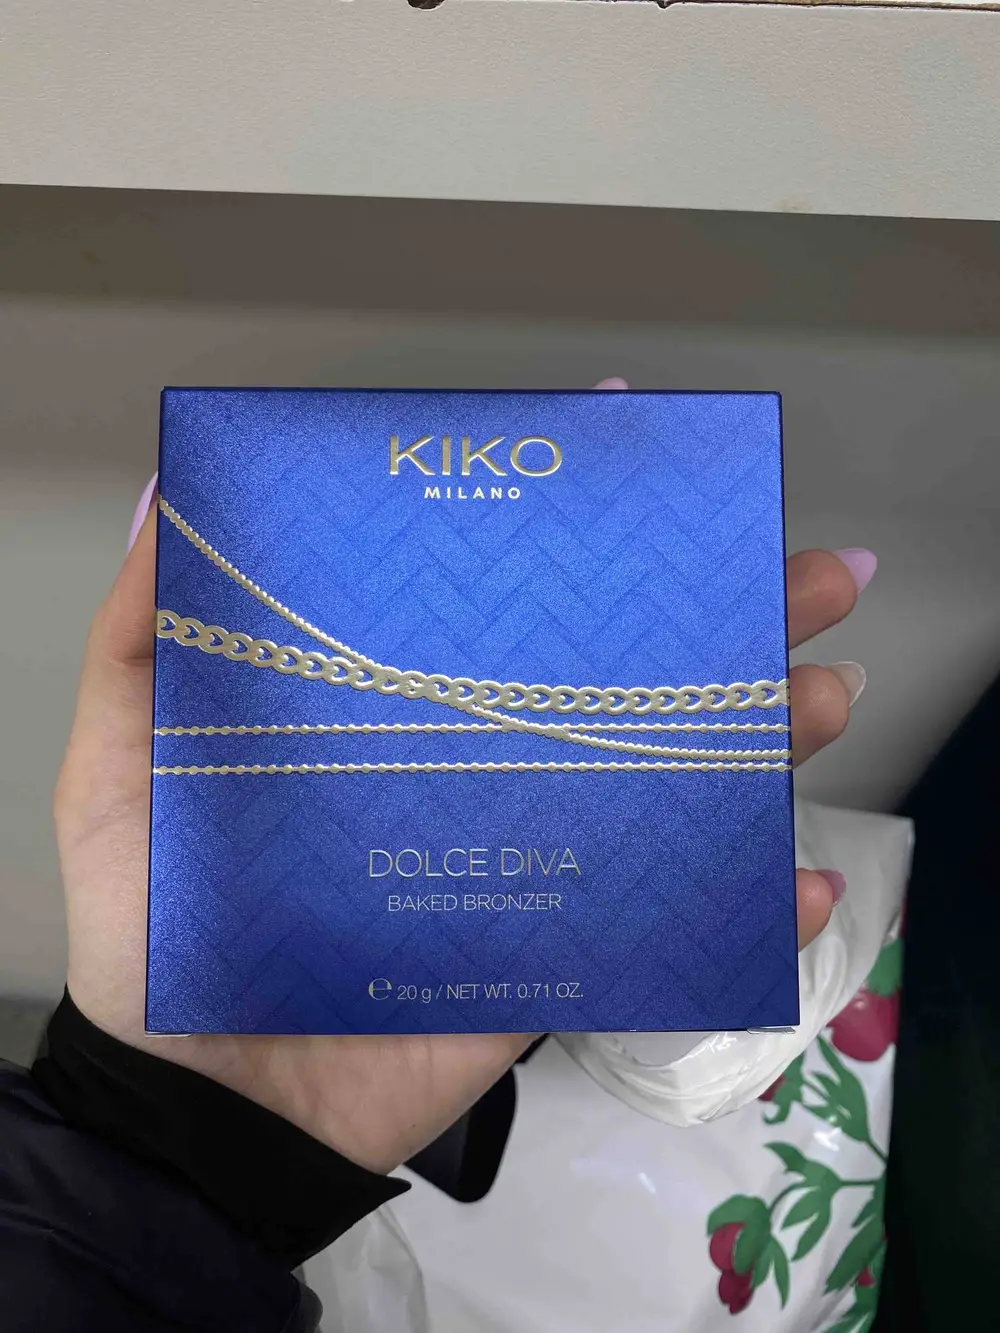 KIKO
MILANO
DOLCE DIVA
BAKED BRONZER
℮ 20 g / NET WT. 0.71 OZ.